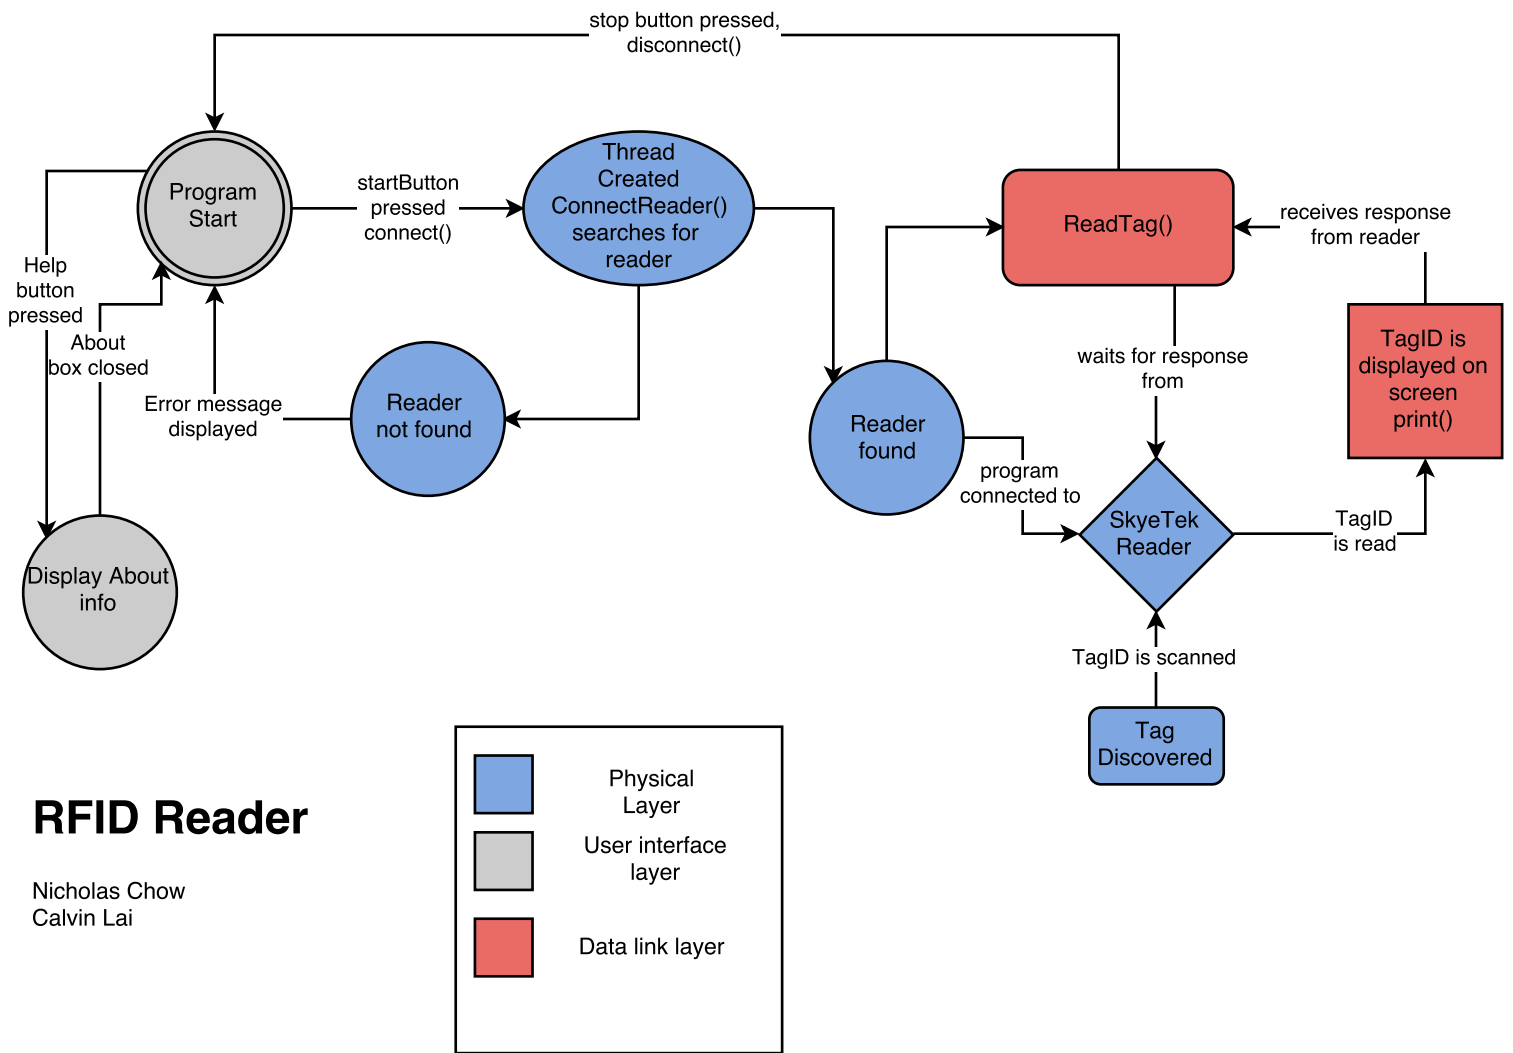 stop button pressed,
disconnect()
Program
Start
startButton
pressed
connect()
Thread
Created
ConnectReader()
searches for
reader
ReadTag()
receives response
from reader
Help
button
pressed
About
box closed
Error message
displayed
Reader
not found
Reader
found
waits for response
from
TagID is
displayed on
screen
print()
program
connected to
SkyeTek
Reader
TagID
is read
Display About
info
TagID is scanned
Tag
Discovered
RFID Reader
Nicholas Chow
Calvin Lai
Physical
Layer
User interface
layer
Data link layer